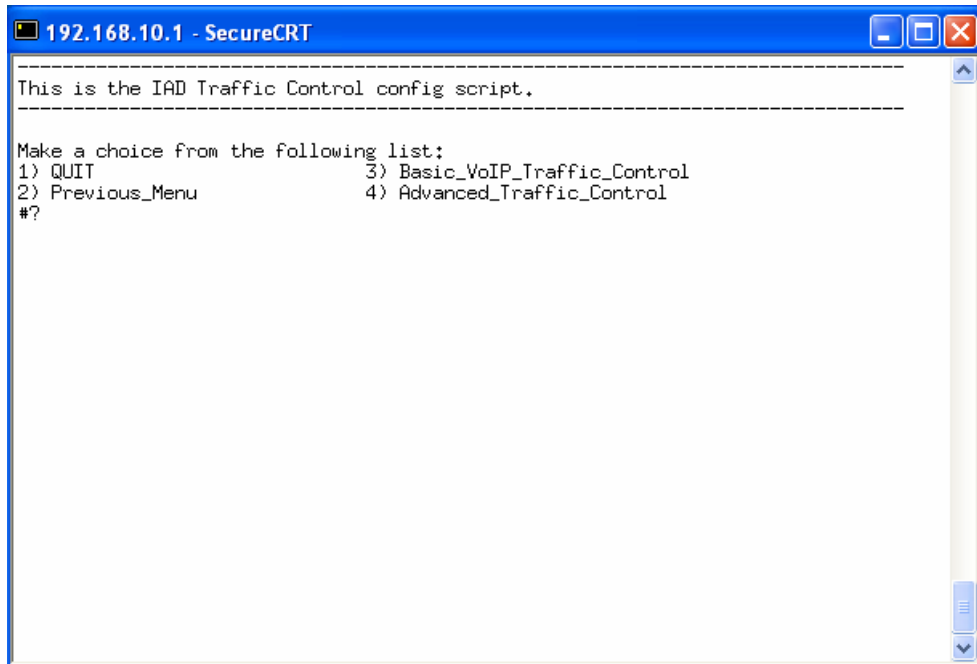 192.168.10.1 - SecureCRT
--------------------------------------------------------------------------------
This is the IAD Traffic Control config script.
--------------------------------------------------------------------------------
Make a choice from the following list:
1) QUIT 3) Basic_VoIP_Traffic_Control
2) Previous_Menu 4) Advanced_Traffic_Control
#?